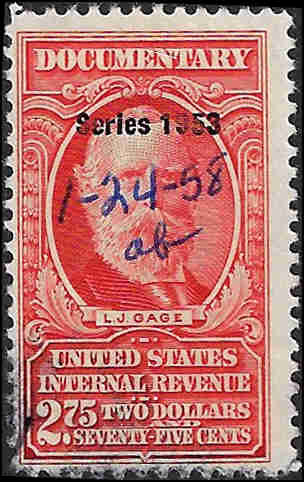 DOCUMENTARY
Series 1953
1-24-58
ab
L.J. GAGE
UNITED STATES
INTERNAL REVENUE
2.75 TWO DOLLARS
AND
SEVENTY-FIVE CENTS